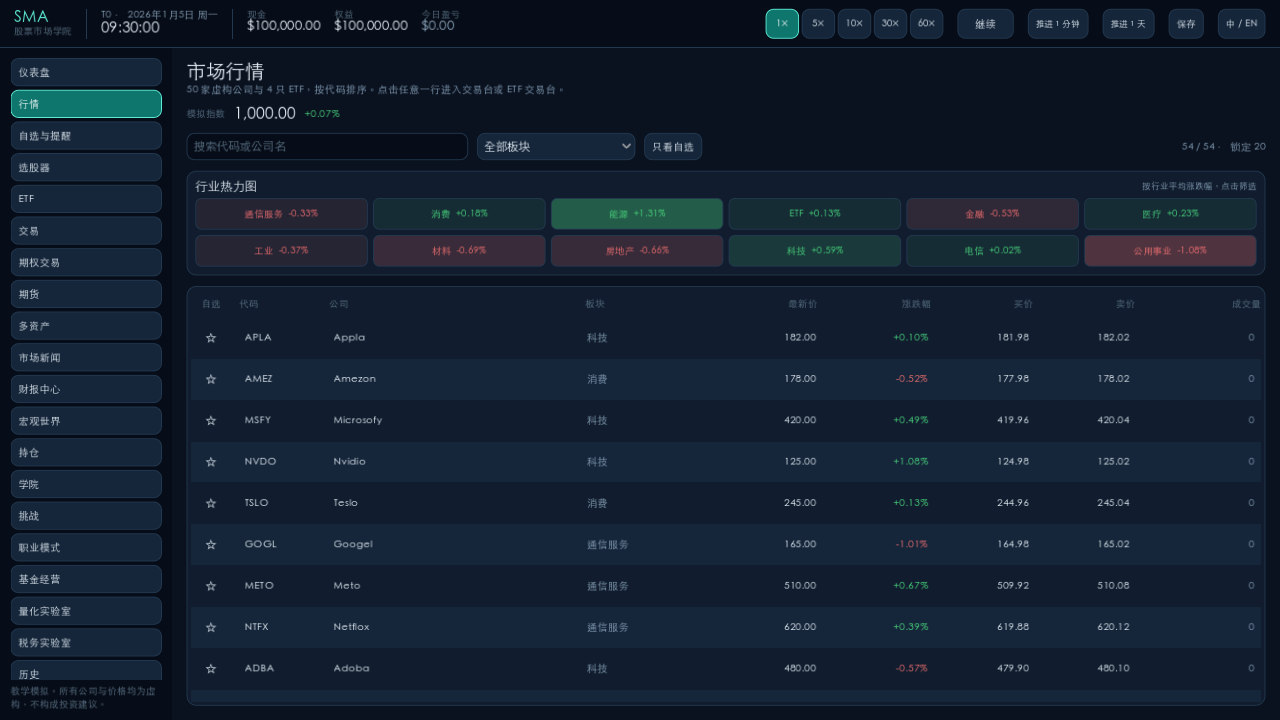 SMA
股票市场学院
T0 · 2026年1月5日 周一
09:30:00
现金
$100,000.00
权益
$100,000.00
今日盈亏
$0.00
1×
5×
10×
30×
60×
继续
推进 1 分钟
推进 1 天
保存
中 / EN
仪表盘
行情
自选与提醒
选股器
ETF
交易
期权交易
期货
多资产
市场新闻
财报中心
宏观世界
持仓
学院
挑战
职业模式
基金经营
量化实验室
税务实验室
历史
教学模拟。所有公司与价格均为虚
构，不构成投资建议。
市场行情
50 家虚构公司与 4 只 ETF，按代码排序。点击任意一行进入交易台或 ETF 交易台。
模拟指数 1,000.00 +0.07%
搜索代码或公司名
全部板块
只看自选
54 / 54 · 锁定 20
行业热力图
按行业平均涨跌幅 · 点击筛选
通信服务 -0.33%
消费 +0.18%
能源 +1.31%
ETF +0.13%
金融 -0.53%
医疗 +0.23%
工业 -0.37%
材料 -0.69%
房地产 -0.66%
科技 +0.59%
电信 +0.02%
公用事业 -1.08%
自选 代码 公司 板块 最新价 涨跌幅 买价 卖价 成交量
☆ APLA Appla 科技 182.00 +0.10% 181.98 182.02 0
☆ AMEZ Amezon 消费 178.00 -0.52% 177.98 178.02 0
☆ MSFY Microsofy 科技 420.00 +0.49% 419.96 420.04 0
☆ NVDO Nvidio 科技 125.00 +1.08% 124.98 125.02 0
☆ TSLO Teslo 消费 245.00 +0.13% 244.96 245.04 0
☆ GOGL Googel 通信服务 165.00 -1.01% 164.98 165.02 0
☆ METO Meto 通信服务 510.00 +0.67% 509.92 510.08 0
☆ NTFX Netflox 通信服务 620.00 +0.39% 619.88 620.12 0
☆ ADBA Adoba 科技 480.00 -0.57% 479.90 480.10 0